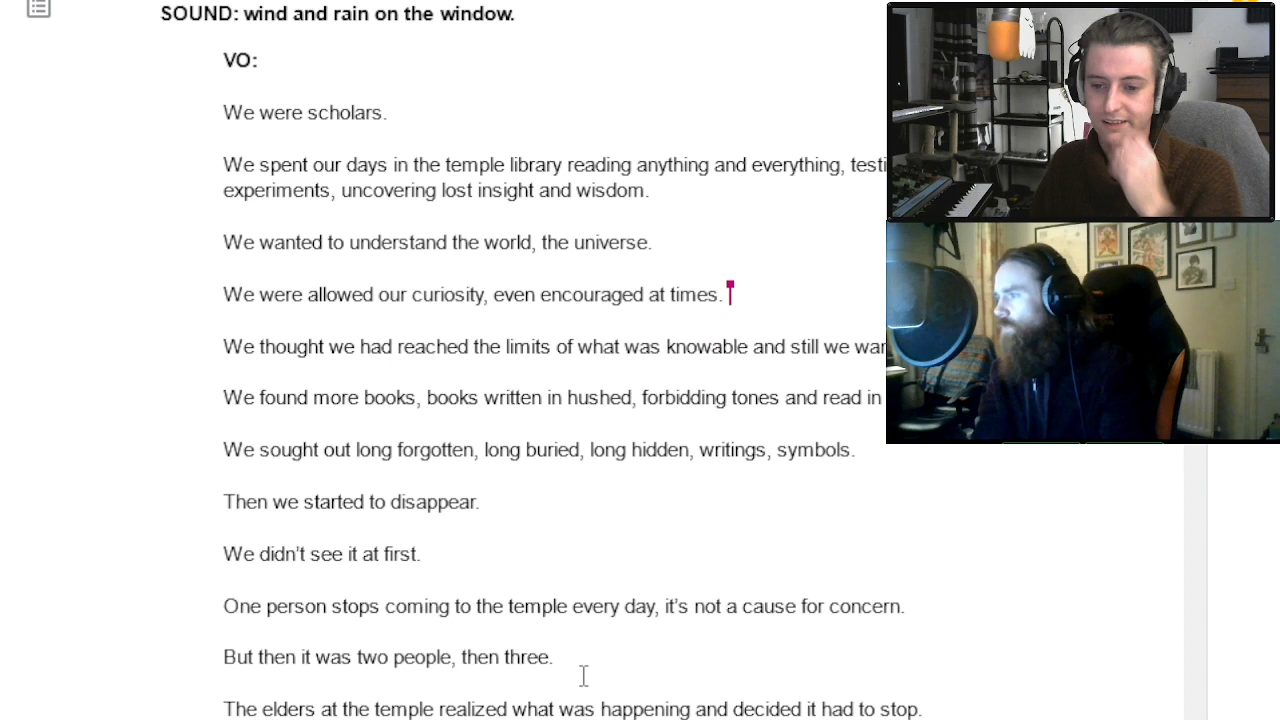 SOUND: wind and rain on the window.
VO:
We were scholars.
We spent our days in the temple library reading anything and everything, testi
experiments, uncovering lost insight and wisdom.
We wanted to understand the world, the universe.
We were allowed our curiosity, even encouraged at times.
We thought we had reached the limits of what was knowable and still we wan
We found more books, books written in hushed, forbidding tones and read in
We sought out long forgotten, long buried, long hidden, writings, symbols.
Then we started to disappear.
We didn’t see it at first.
One person stops coming to the temple every day, it’s not a cause for concern.
But then it was two people, then three.
The elders at the temple realized what was happening and decided it had to stop.